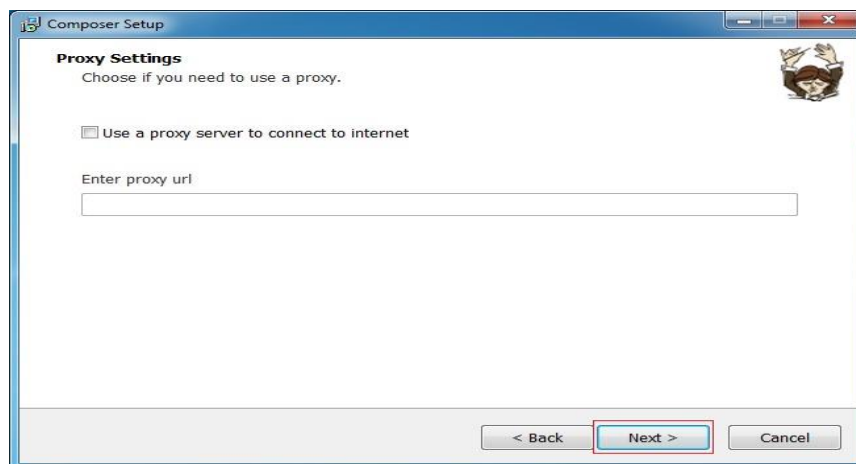 Composer Setup
Proxy Settings
Choose if you need to use a proxy.
Use a proxy server to connect to internet
Enter proxy url
< Back
Next >
Cancel